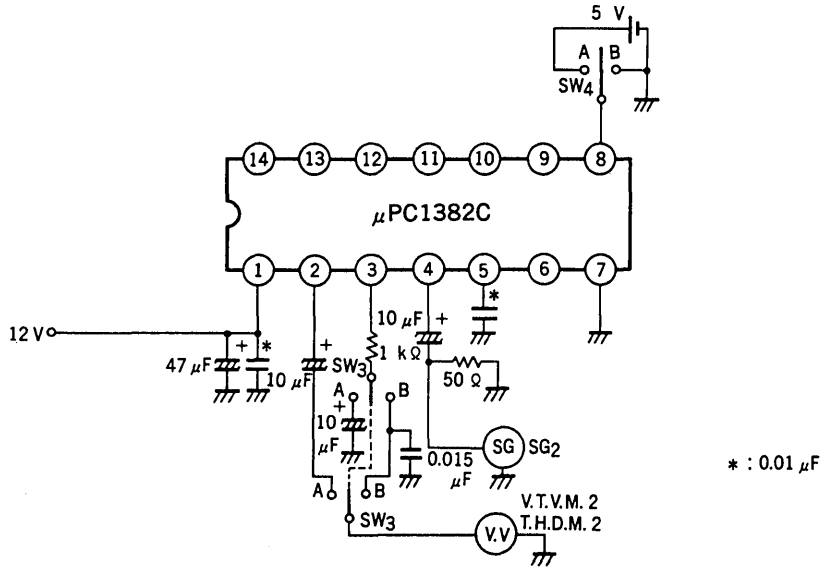 5 V
A B
SW4
14 13 12 11 10 9 8
μPC1382C
1 2 3 4 5 6 7
12 V
47 μF
+
*
10 μF
+
SW3
1 kΩ
10 μF
+
*
50 Ω
A
B
+
10 μF
0.015 μF
SG
SG2
A
B
SW3
V.V
V.T.V.M. 2
T.H.D.M. 2
* : 0.01 μF